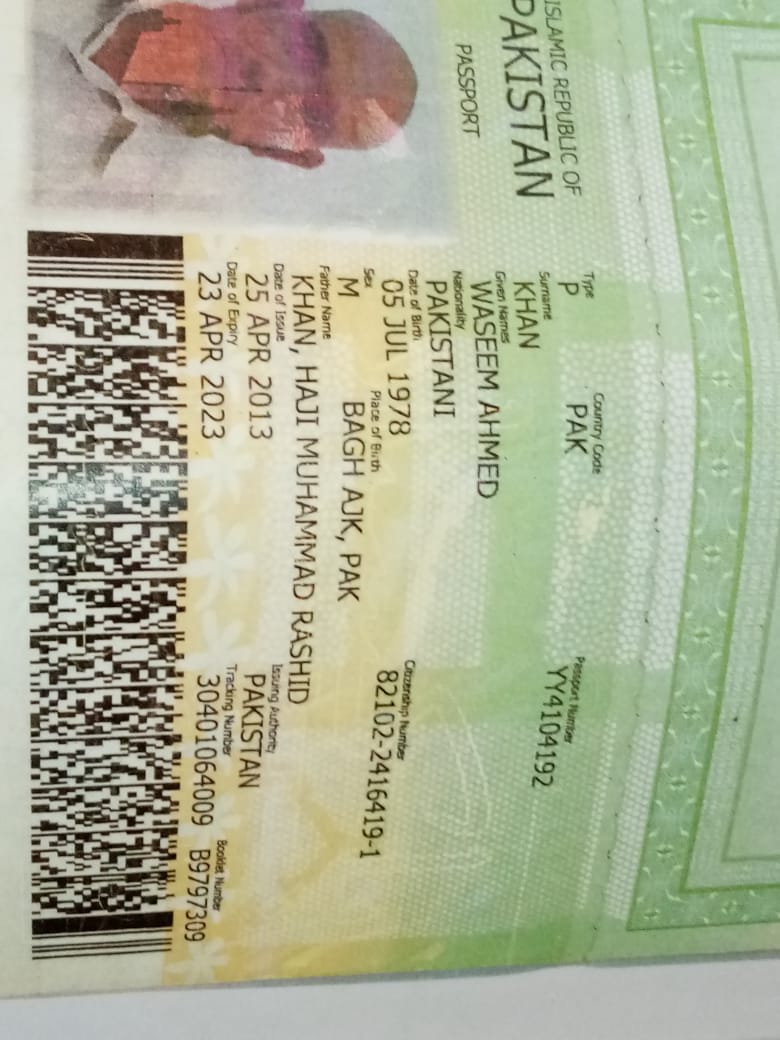 ISLAMIC REPUBLIC OF
PAKISTAN
PASSPORT
Type Country Code Passport Number
P PAK YY4104192
Surname
KHAN
Given Names
WASEEM AHMED
Nationality
PAKISTANI
Date of Birth Citizenship Number
05 JUL 1978 82102-2416419-1
Sex Place of Birth
M BAGH AJK, PAK
Father Name
KHAN, HAJI MUHAMMAD RASHID
Date of Issue Issuing Authority
25 APR 2013 PAKISTAN
Date of Expiry Tracking Number Booklet Number
23 APR 2023 30401064009 B9797309